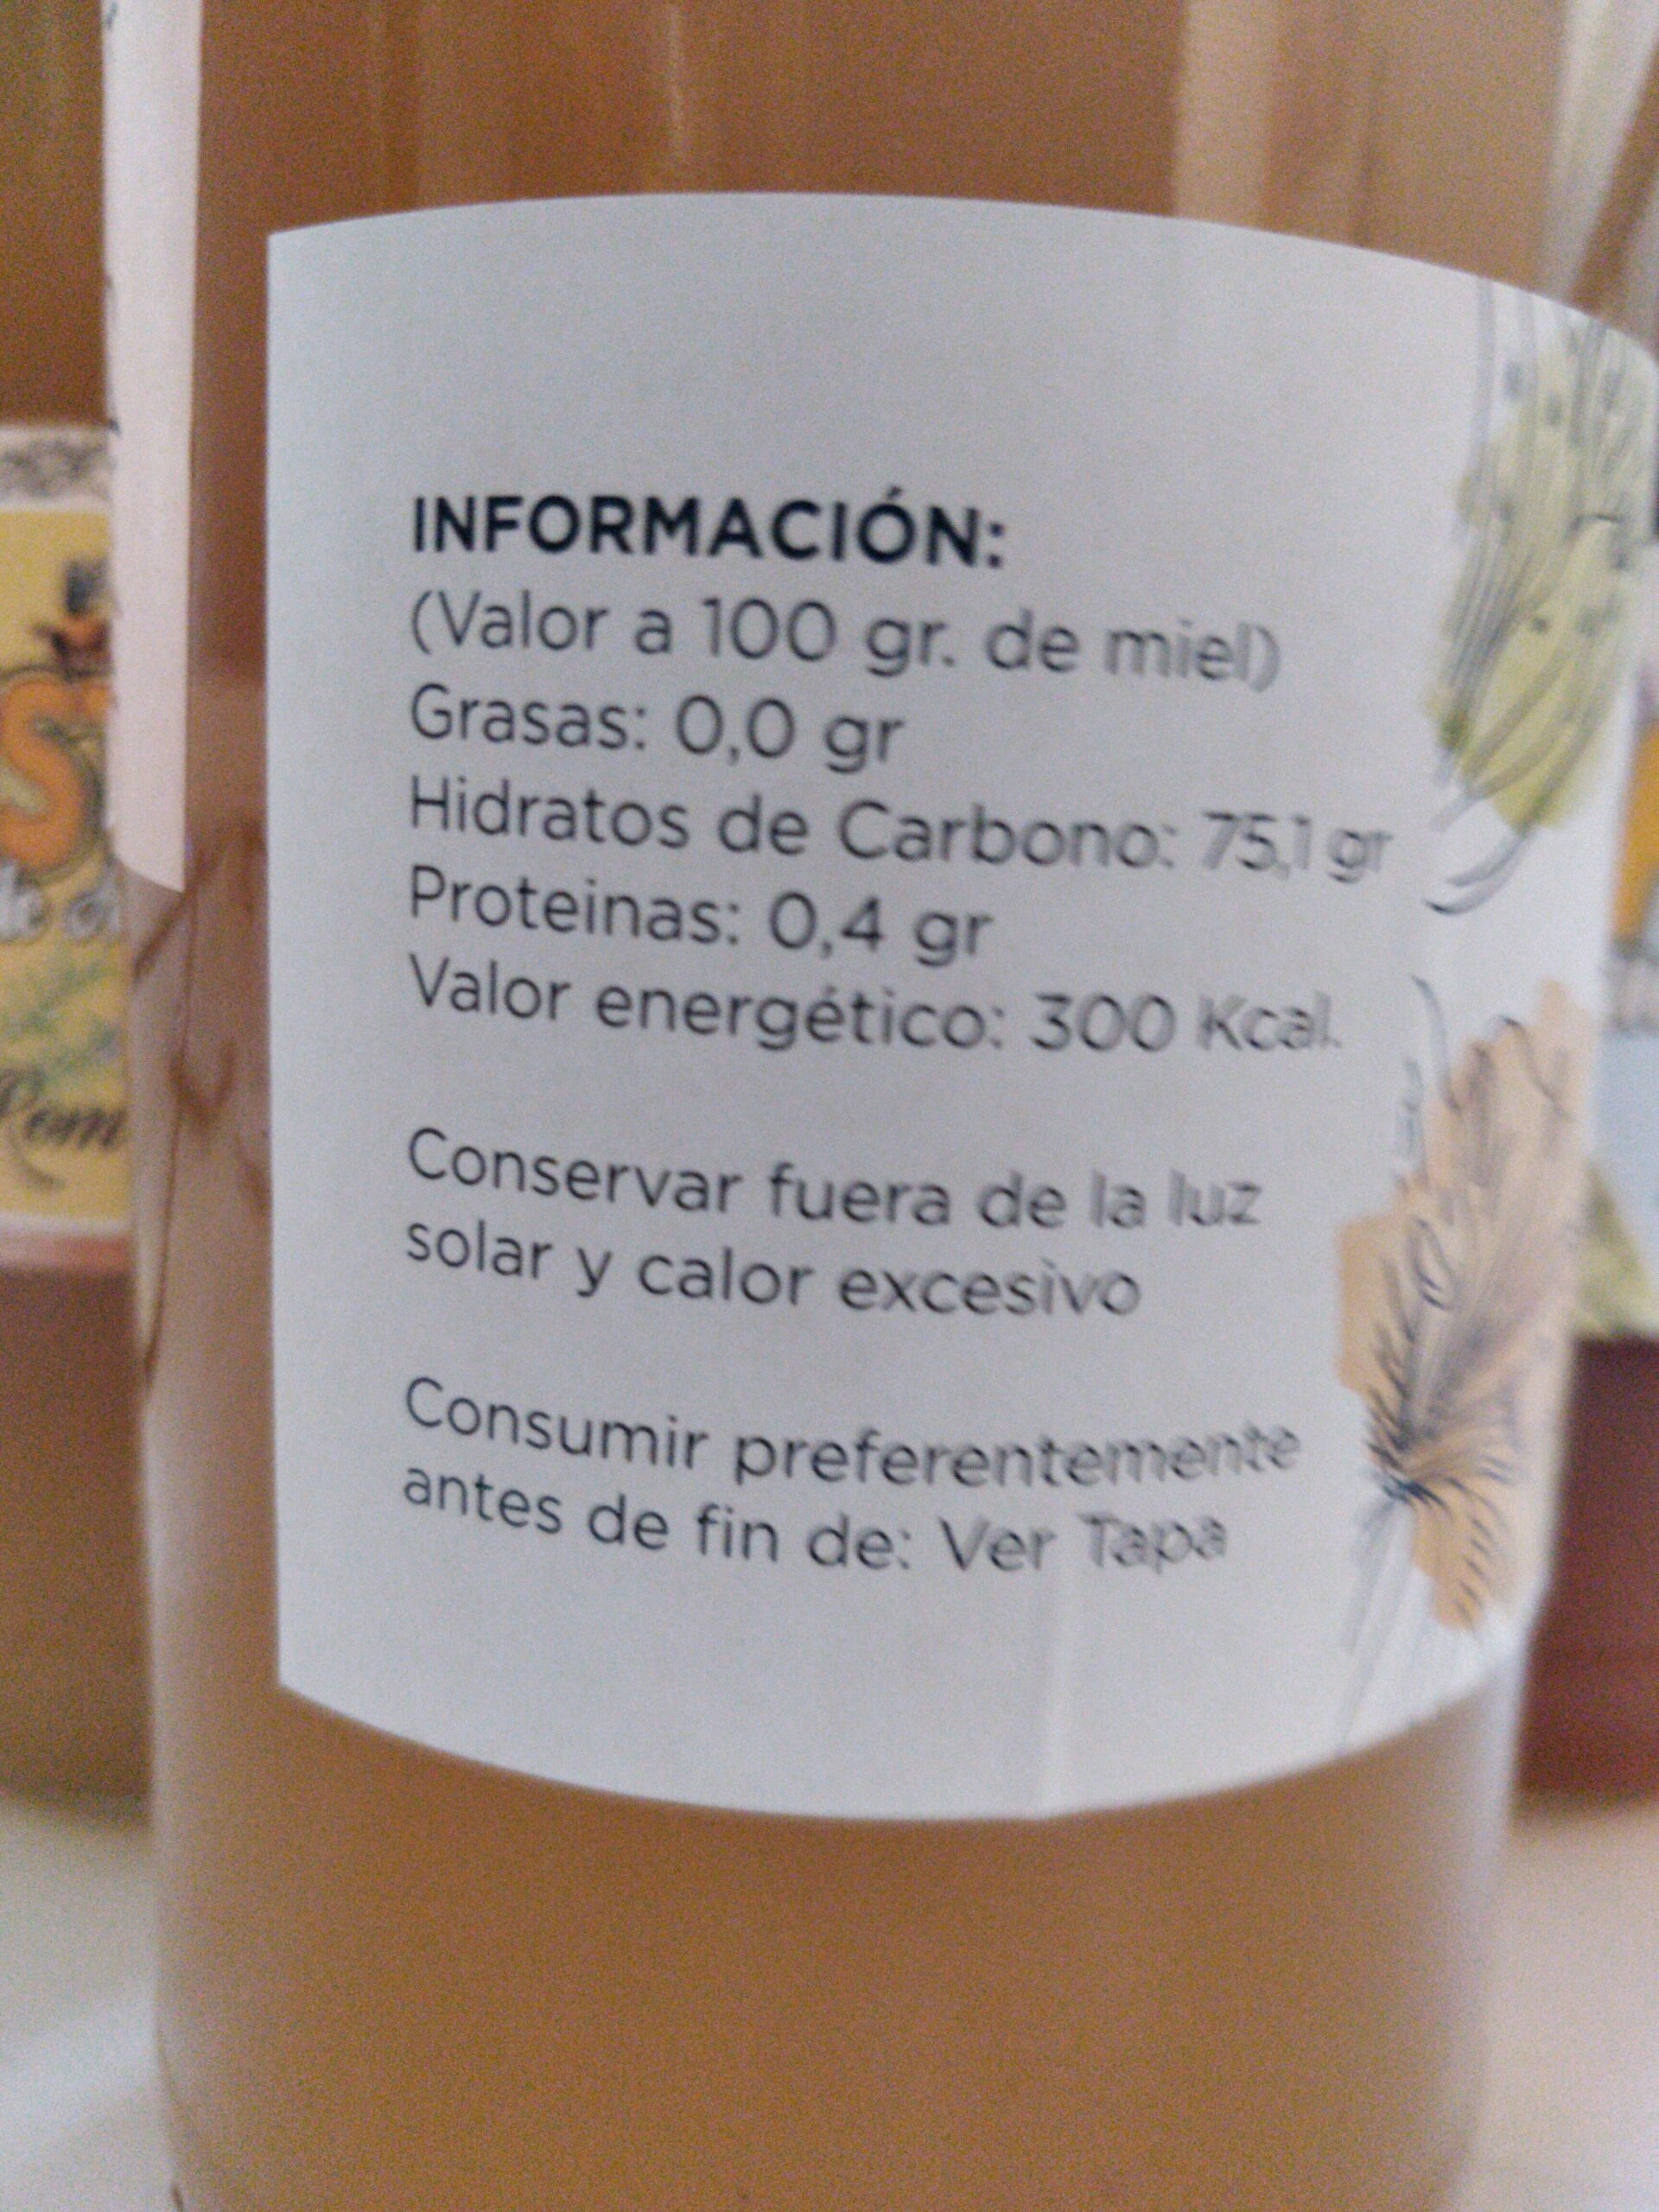 INFORMACIÓN:
(Valor a 100 gr. de miel)
Grasas: 0,0 gr
Hidratos de Carbono: 75,1 gr
Proteinas: 0,4 gr
Valor energético: 300 Kcal.
Conservar fuera de la luz
solar y calor excesivo
Consumir preferentemente
antes de fin de: Ver Tapa
Rom